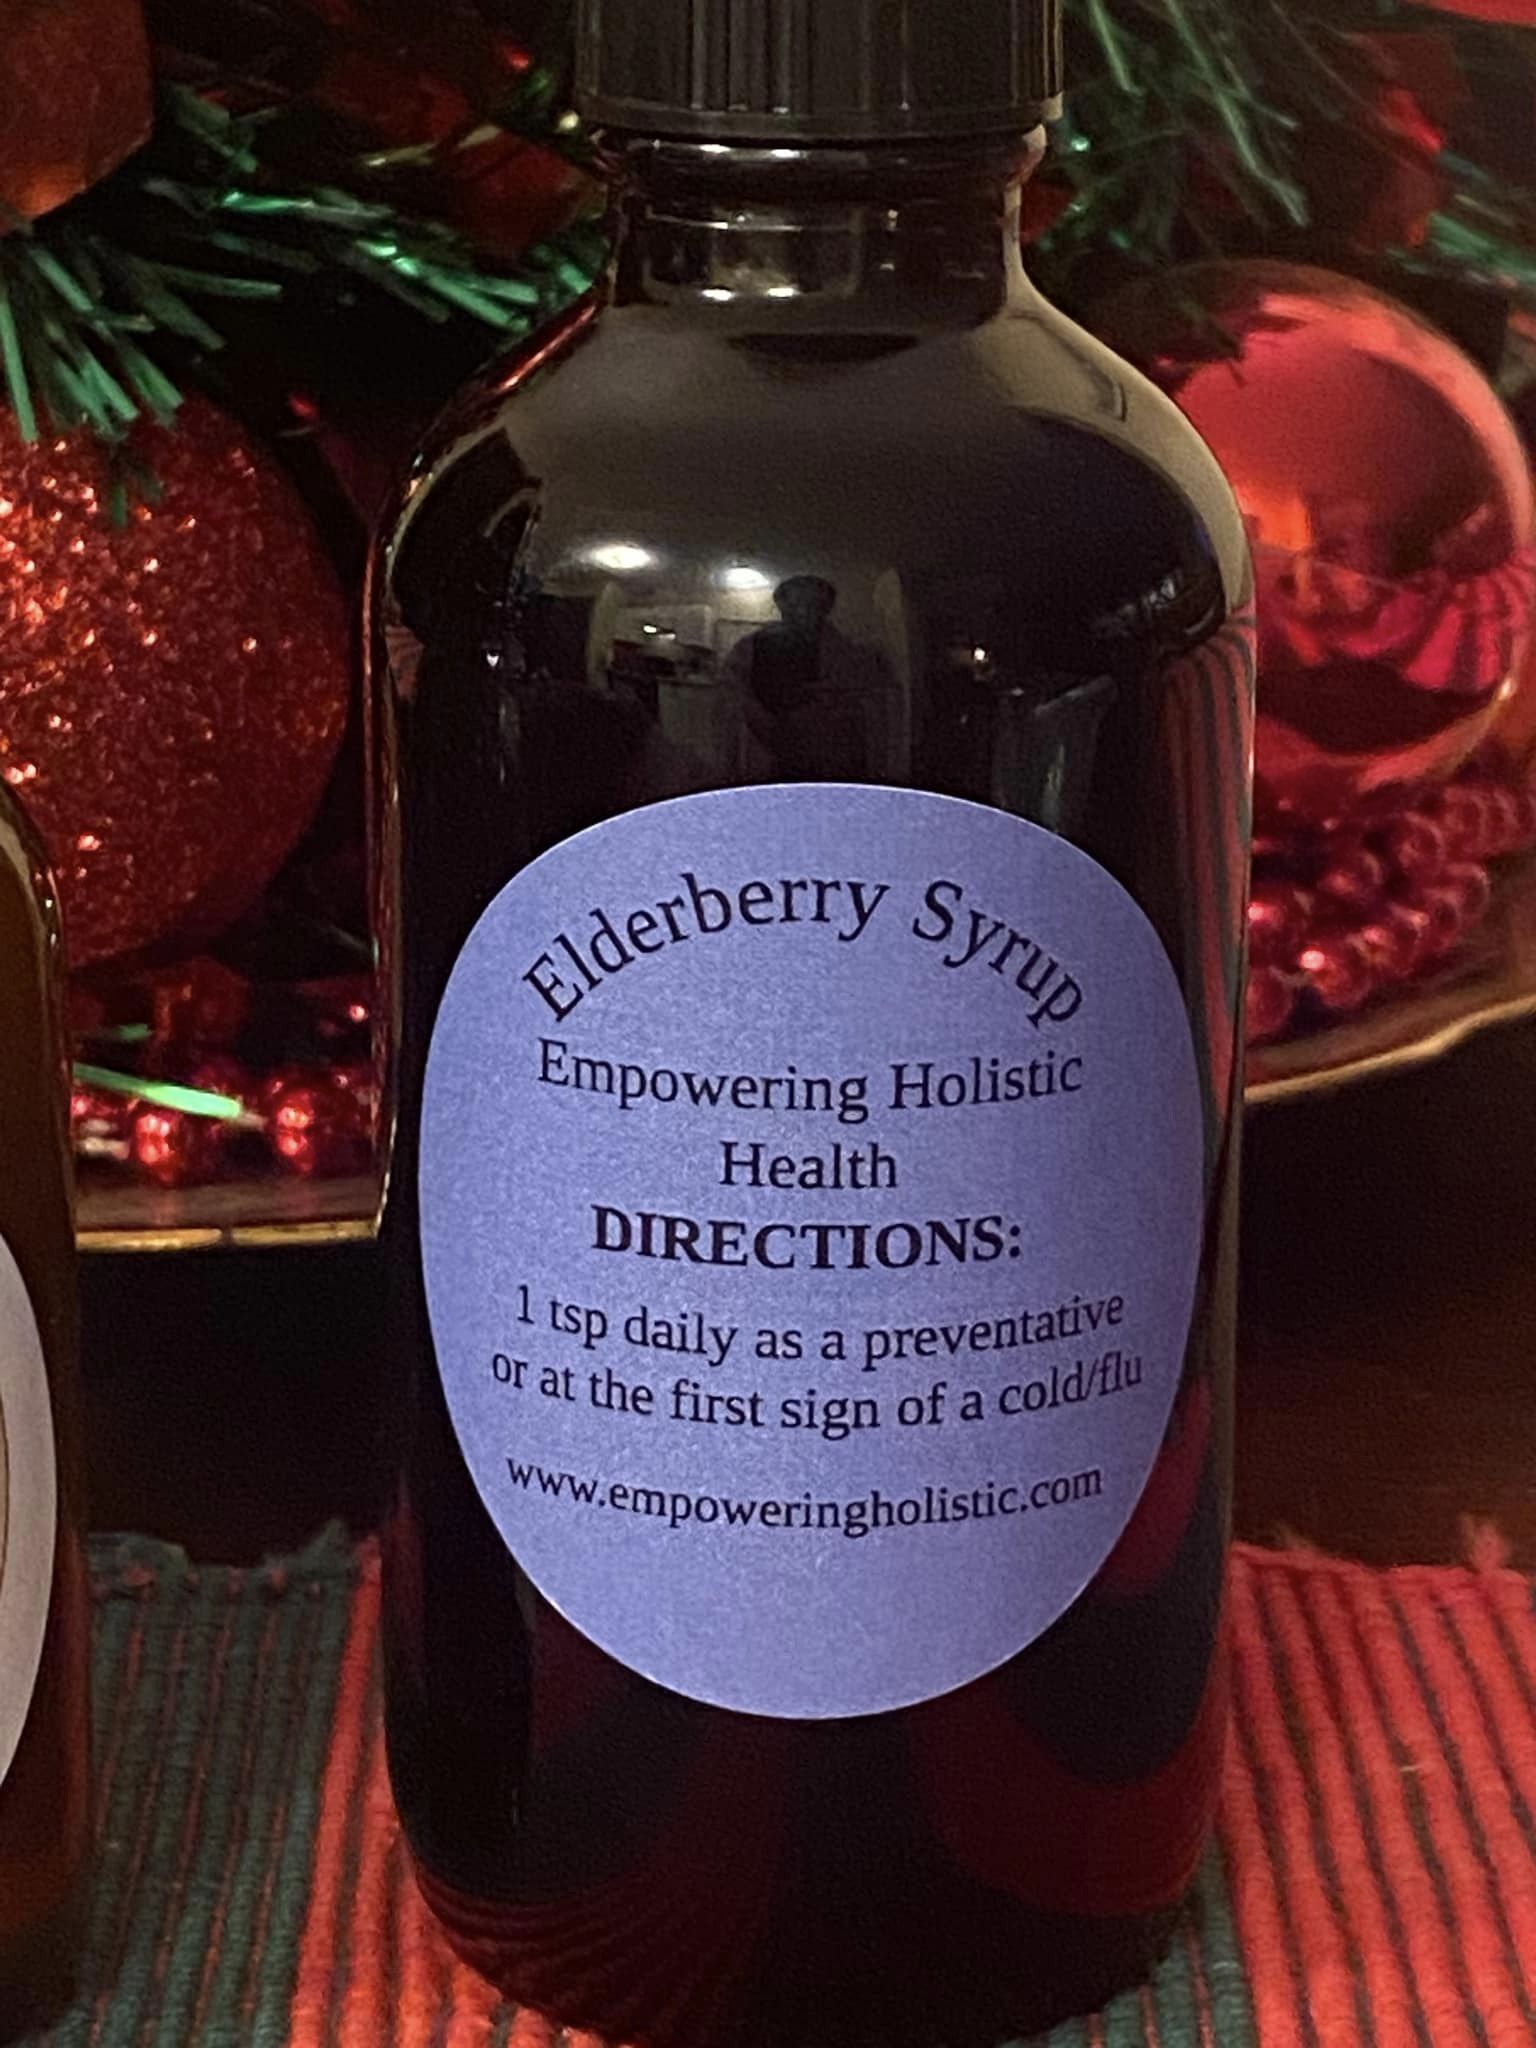 Elderberry Syrup
Empowering Holistic
Health
DIRECTIONS:
1 tsp daily as a preventative
or at the first sign of a cold/flu
www.empoweringholistic.com